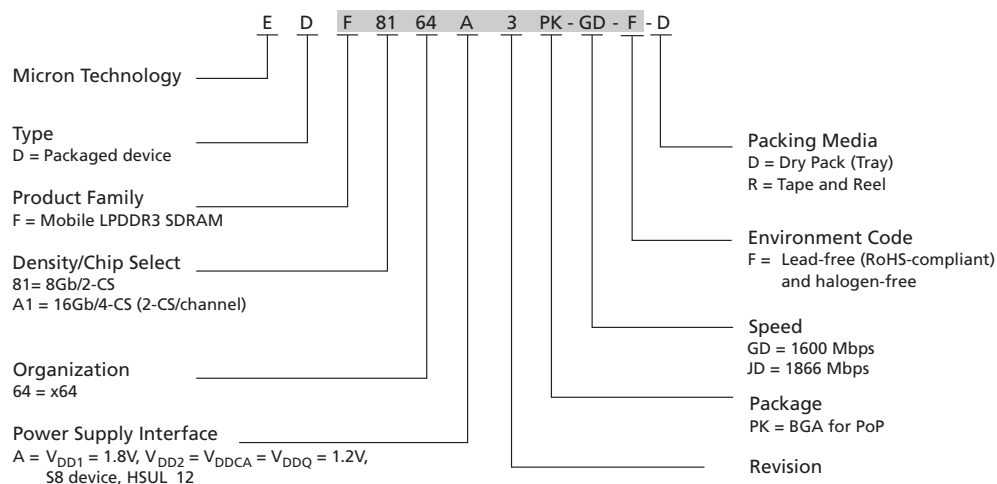 E D F 81 64 A 3 PK - GD - F - D
Micron Technology
Type
D = Packaged device
Product Family
F = Mobile LPDDR3 SDRAM
Density/Chip Select
81= 8Gb/2-CS
A1 = 16Gb/4-CS (2-CS/channel)
Organization
64 = x64
Power Supply Interface
A = VDD1 = 1.8V, VDD2 = VDDCA = VDDQ = 1.2V,
S8 device, HSUL_12
Packing Media
D = Dry Pack (Tray)
R = Tape and Reel
Environment Code
F = Lead-free (RoHS-compliant)
and halogen-free
Speed
GD = 1600 Mbps
JD = 1866 Mbps
Package
PK = BGA for PoP
Revision